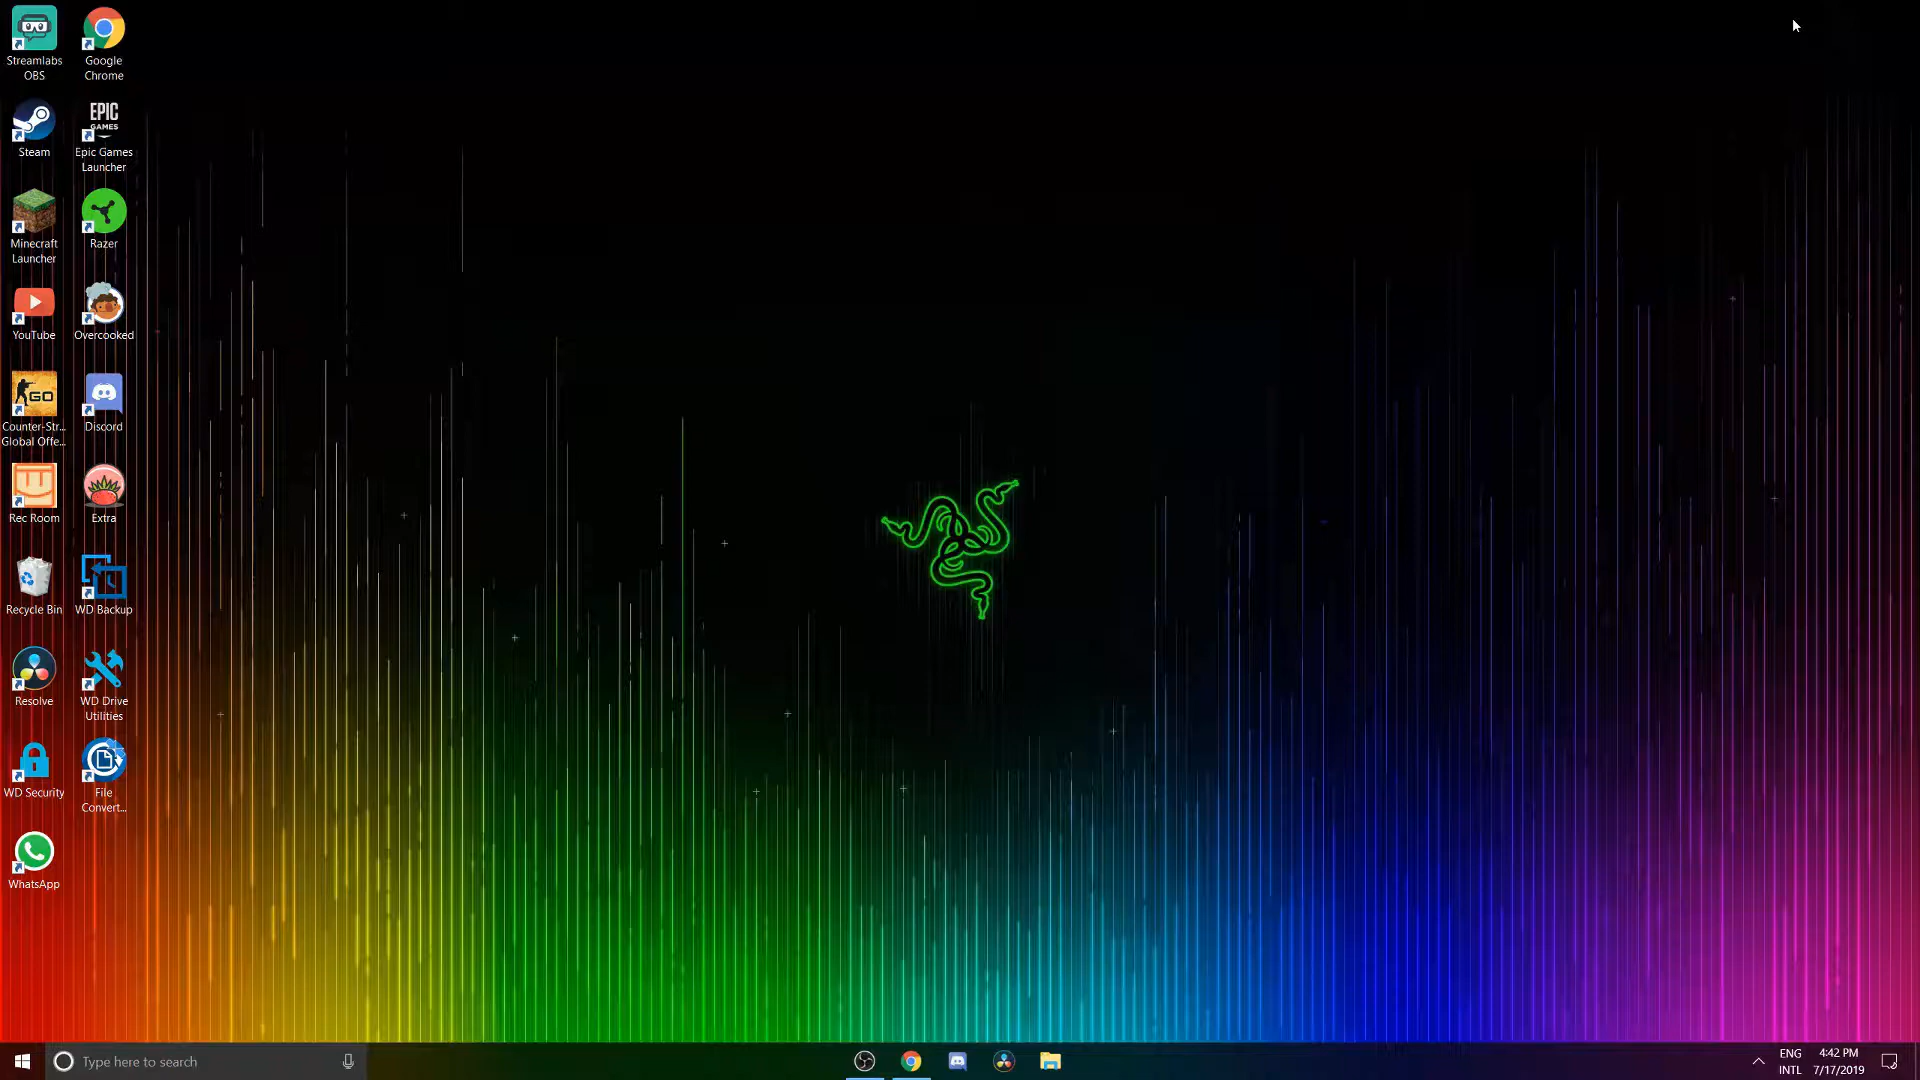 Streamlabs
OBS
Google
Chrome
Steam
EPIC
GAMES
Epic Games
Launcher
Minecraft
Launcher
Razer
YouTube
Overcooked
GO
Counter-Str...
Global Offe...
Discord
Rec Room
Extra
Recycle Bin
WD Backup
Resolve
WD Drive
Utilities
WD Security
File
Convert...
WhatsApp
Type here to search
ENG
INTL
4:42 PM
7/17/2019